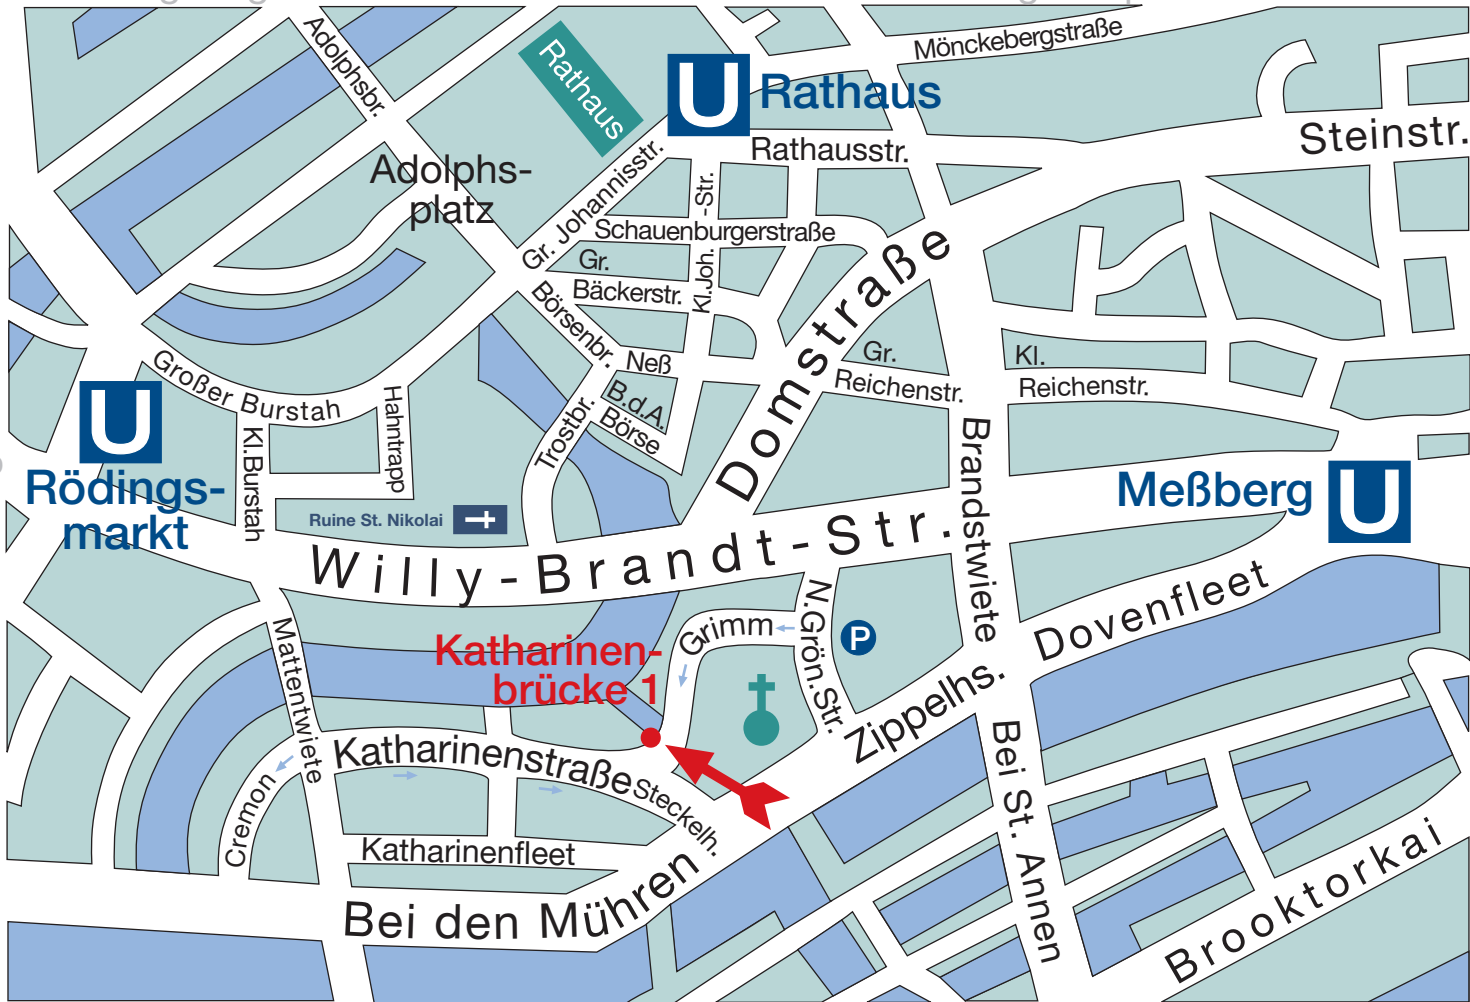 Mönckebergstraße
Adolphsbr.
Rathaus
U Rathaus
Steinstr.
Rathausstr.
Adolphs-
platz
Gr. Johannisstr.
Kl.Joh.-Str.
Schauenburgerstraße
Gr.
Bäckerstr.
Domstraße
Börsenbr.
Neß
Gr.
Reichenstr.
Kl.
Reichenstr.
Großer Burstah
Hahntrapp
B.d.A.
Börse
Trostbr.
U
Rödings-
markt
Kl.Burstah
Brandstwiete
Meßberg U
Ruine St. Nikolai
Willy-Brandt-Str.
Mattentwiete
Grimm
N.Grön.Str.
P
Dovenfleet
Katharinen-
brücke 1
Zippelhs.
Katharinenstraße
Steckelh.
Cremon
Bei St. Annen
Katharinenfleet
Bei den Mühren
Brooktorkai